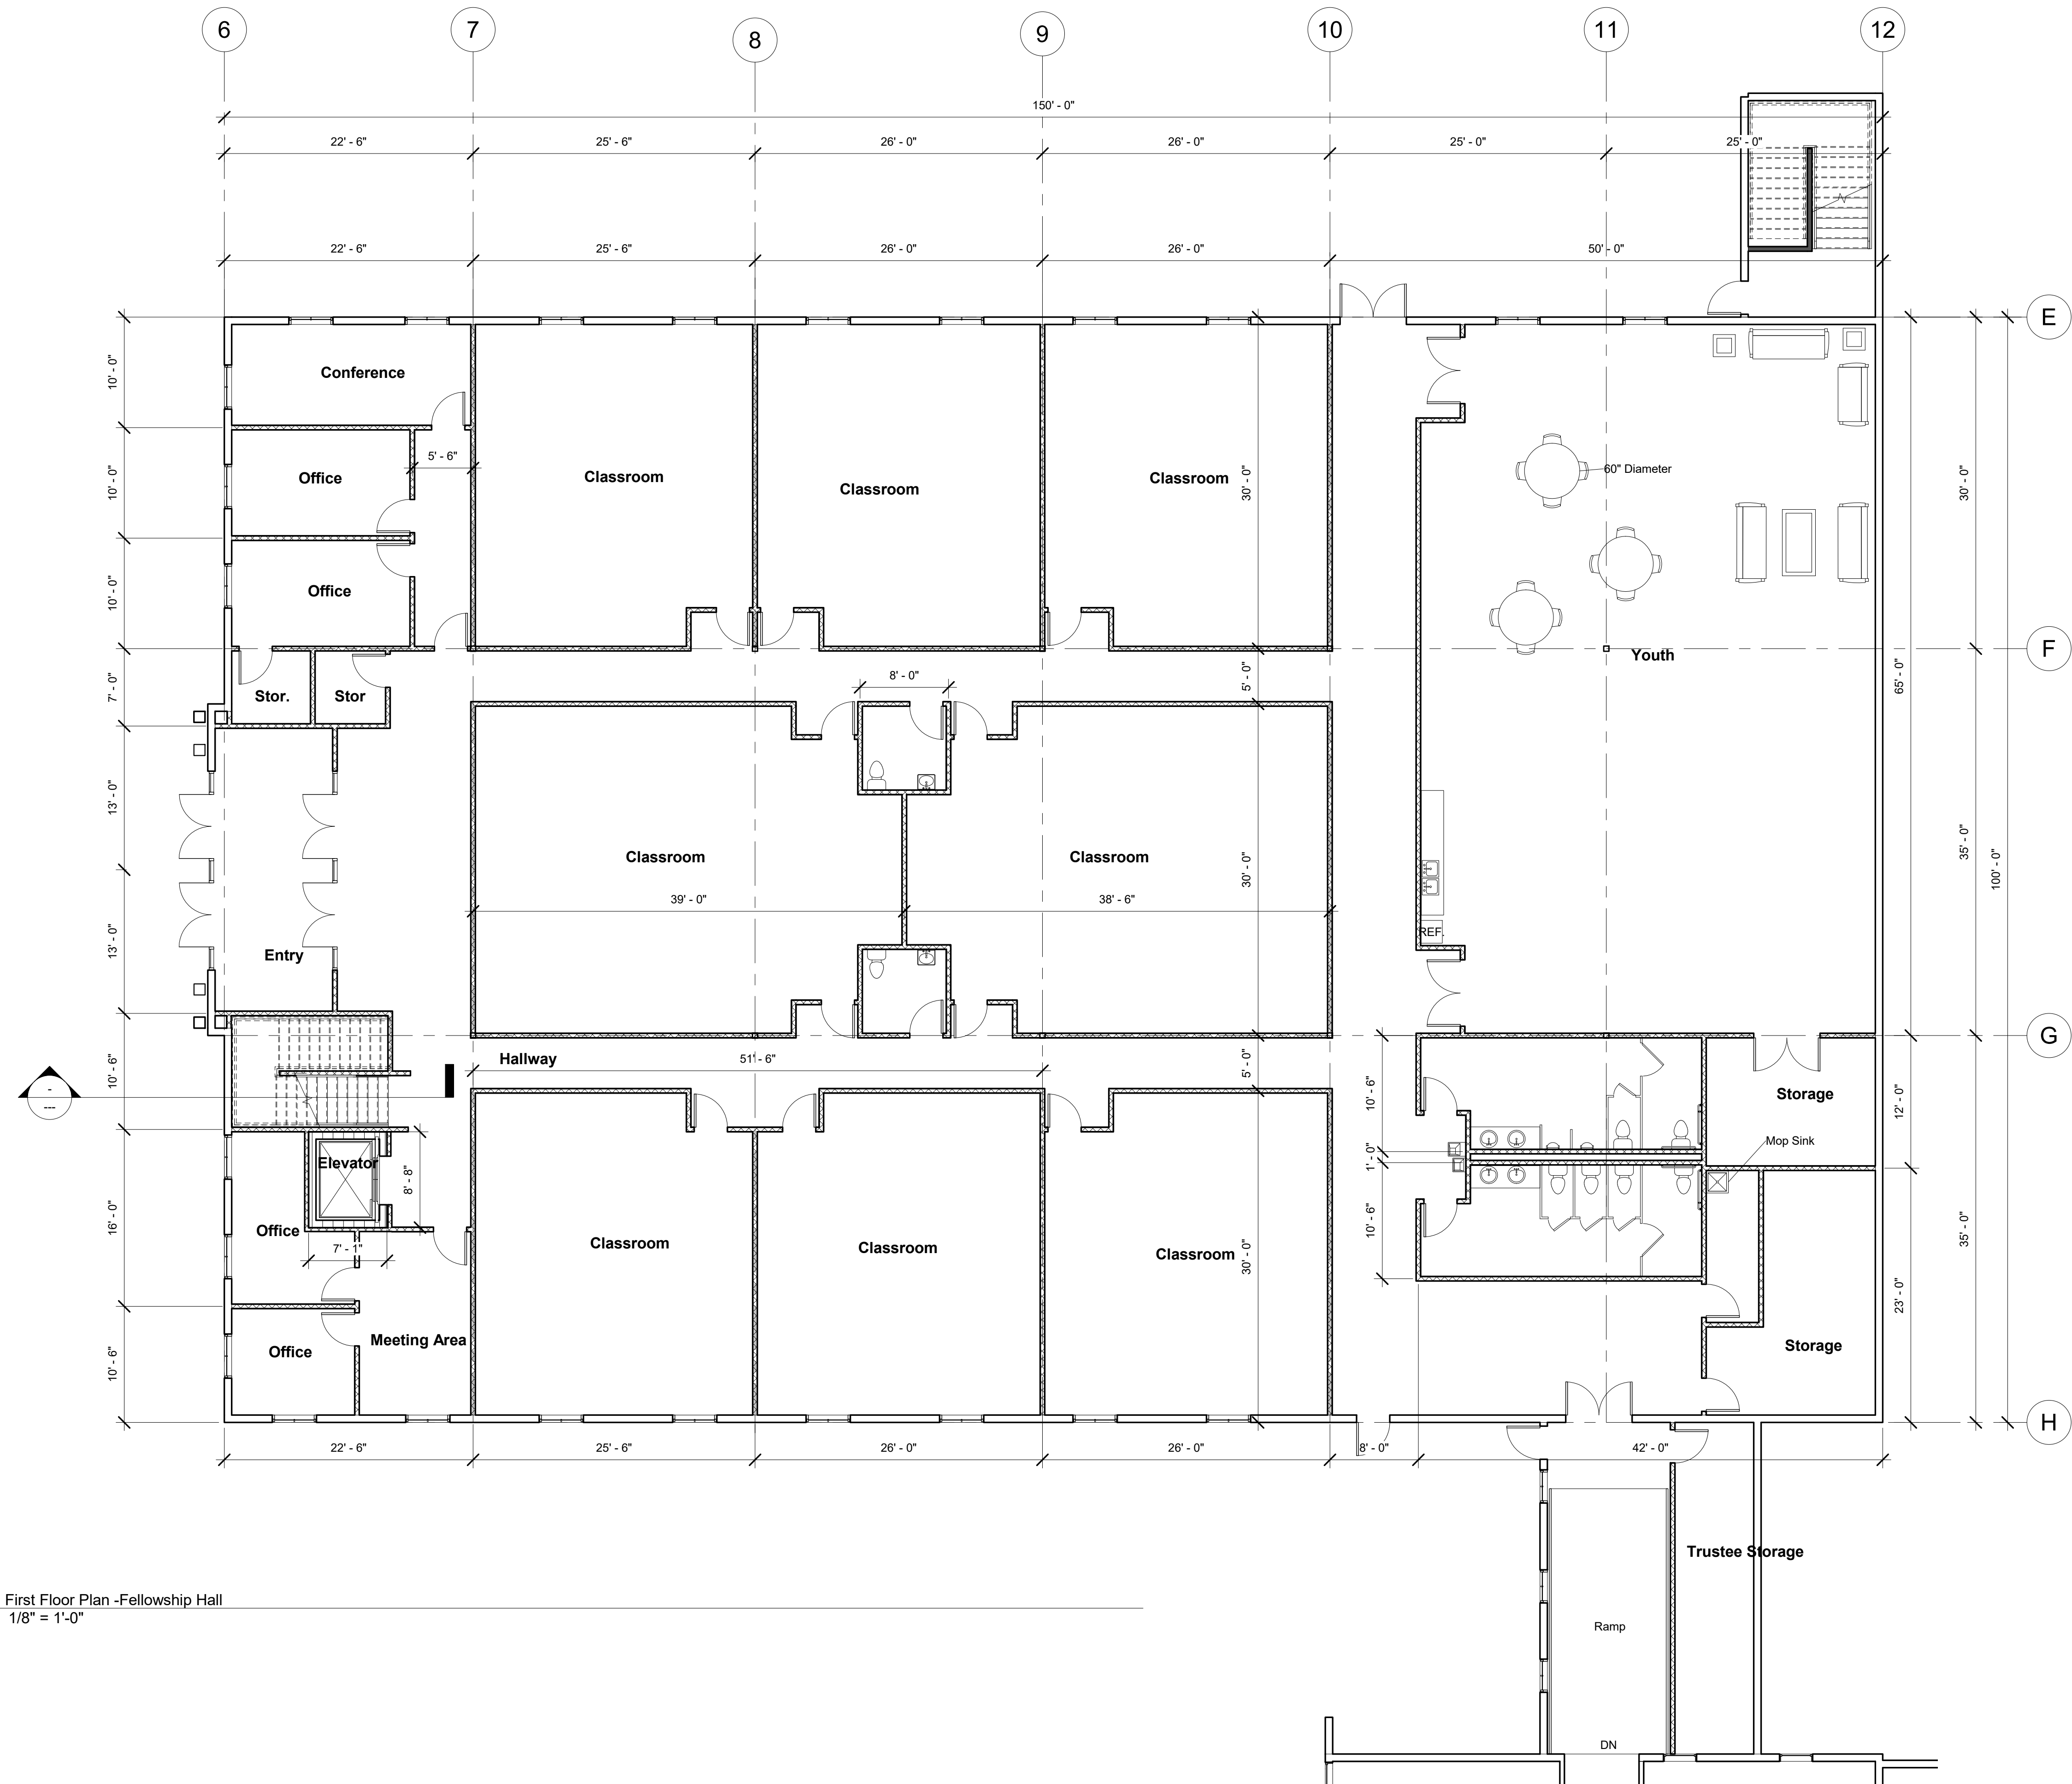 6
7
8
9
10
11
12
150' - 0"
22' - 6"
25' - 6"
26' - 0"
26' - 0"
25' - 0"
25' - 0"
22' - 6"
25' - 6"
26' - 0"
26' - 0"
50' - 0"
E
10' - 0"
Conference
5' - 6"
10' - 0"
Office
Classroom
Classroom
Classroom
30' - 0"
60" Diameter
30' - 0"
10' - 0"
Office
F
Youth
65' - 0"
7' - 0"
Stor.
Stor
8' - 0"
5' - 0"
13' - 0"
Classroom
Classroom
30' - 0"
35' - 0"
100' - 0"
39' - 0"
38' - 6"
13' - 0"
Entry
REF.
G
Hallway
51' - 6"
5' - 0"
10' - 6"
10' - 6"
Storage
12' - 0"
-
---
Mop Sink
1' - 0"
Elevator
8' - 8"
16' - 0"
Office
7' - 1"
Classroom
Classroom
Classroom
30' - 0"
10' - 6"
35' - 0"
23' - 0"
10' - 6"
Office
Meeting Area
Storage
H
22' - 6"
25' - 6"
26' - 0"
26' - 0"
8' - 0"
42' - 0"
Trustee Storage
First Floor Plan -Fellowship Hall
1/8" = 1'-0"
Ramp
DN